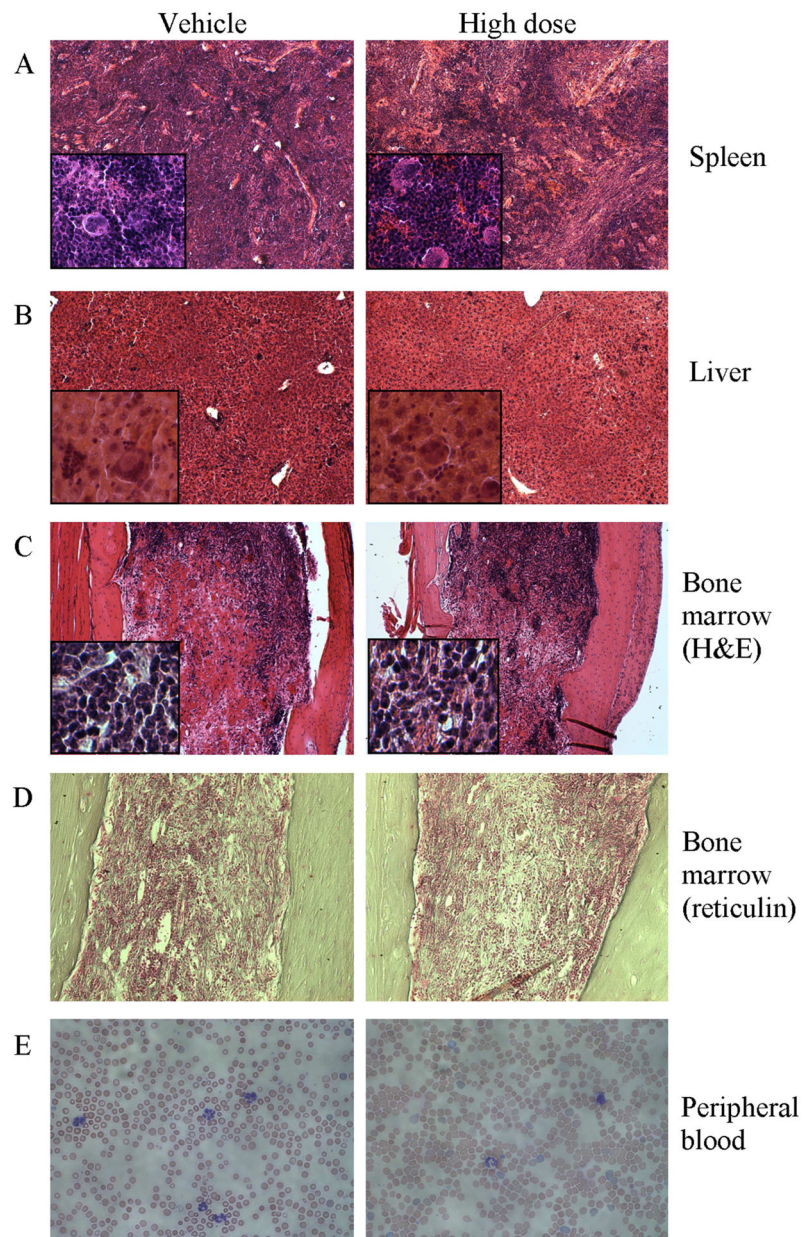 Vehicle
High dose
A
Spleen
B
Liver
C
Bone
marrow
(H&E)
D
Bone
marrow
(reticulin)
E
Peripheral
blood